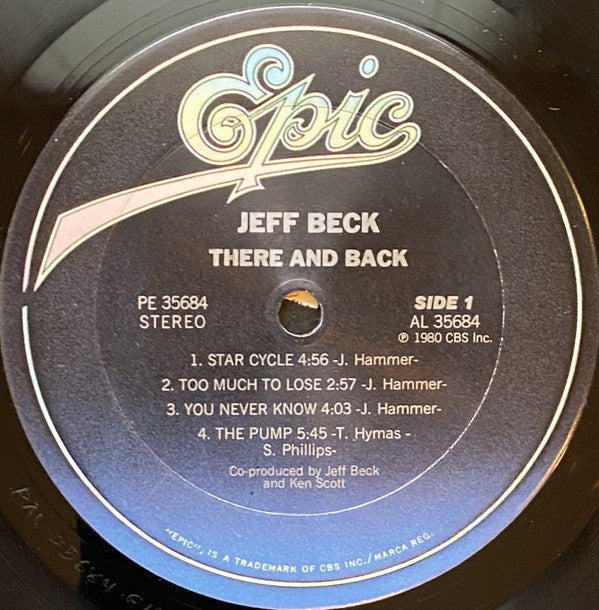 Epic
JEFF BECK
THERE AND BACK
PE 35684
STEREO
SIDE 1
AL 35684
℗ 1980 CBS Inc.
1. STAR CYCLE 4:56 -J. Hammer-
2. TOO MUCH TO LOSE 2:57 -J. Hammer-
3. YOU NEVER KNOW 4:03 -J. Hammer-
4. THE PUMP 5:45 -T. Hymas -
S. Phillips-
Co-produced by Jeff Beck
and Ken Scott
"EPIC", IS A TRADEMARK OF CBS INC./MARCA REG.